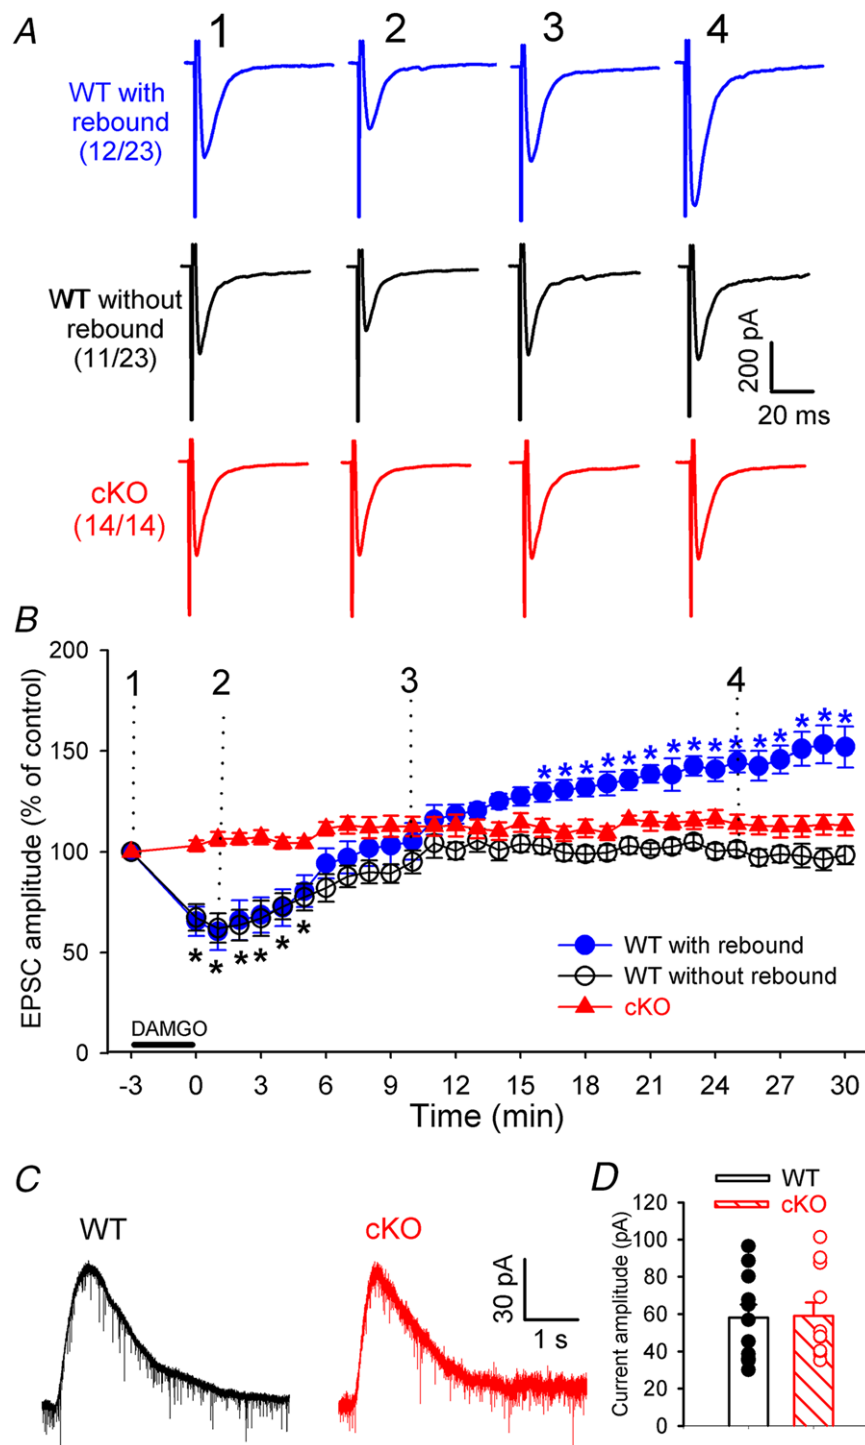 A
1 2 3 4
WT with
rebound
(12/23)
WT without
rebound
(11/23)
200 pA
20 ms
cKO
(14/14)
B
EPSC amplitude (% of control)
200
150
100
50
0
1 2 3 4
* * * * * * * * * * * * * * *
* * * * * *
WT with rebound
WT without rebound
cKO
DAMGO
-3 0 3 6 9 12 15 18 21 24 27 30
Time (min)
C
WT
cKO
30 pA
1 s
D
WT
cKO
Current amplitude (pA)
120
100
80
60
40
20
0